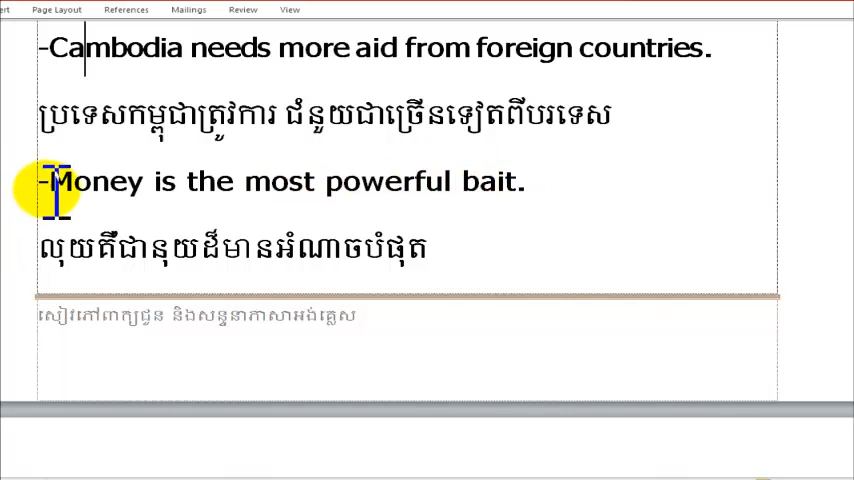 ert Page Layout References Mailings Review View
-Cambodia needs more aid from foreign countries.
ប្រទេសកម្ពុជាត្រូវការ ជំនួយជាច្រើនទៀតពីបរទេស
-Money is the most powerful bait.
លុយគឺជានុយដ៏មានអំណាចបំផុត
សៀវភៅពាក្យជួន និងសន្ទនាភាសាអង់គ្លេស